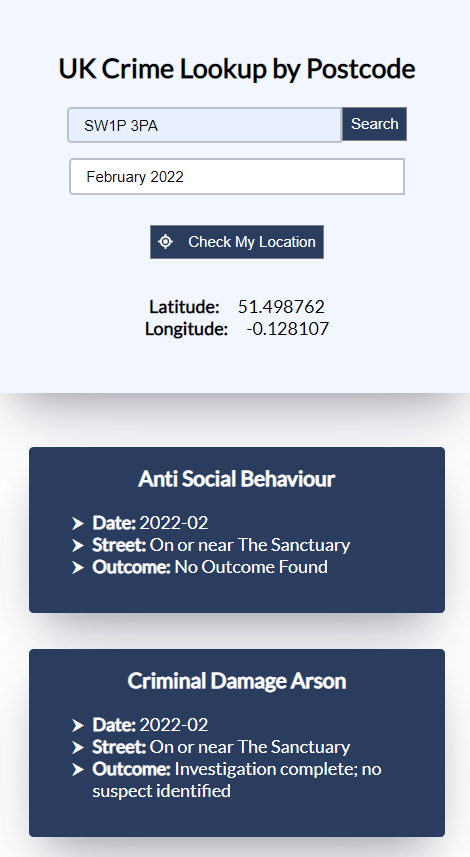 UK Crime Lookup by Postcode
SW1P 3PA
Search
February 2022
Check My Location
Latitude: 51.498762
Longitude: -0.128107
Anti Social Behaviour
Date: 2022-02
Street: On or near The Sanctuary
Outcome: No Outcome Found
Criminal Damage Arson
Date: 2022-02
Street: On or near The Sanctuary
Outcome: Investigation complete; no
suspect identified